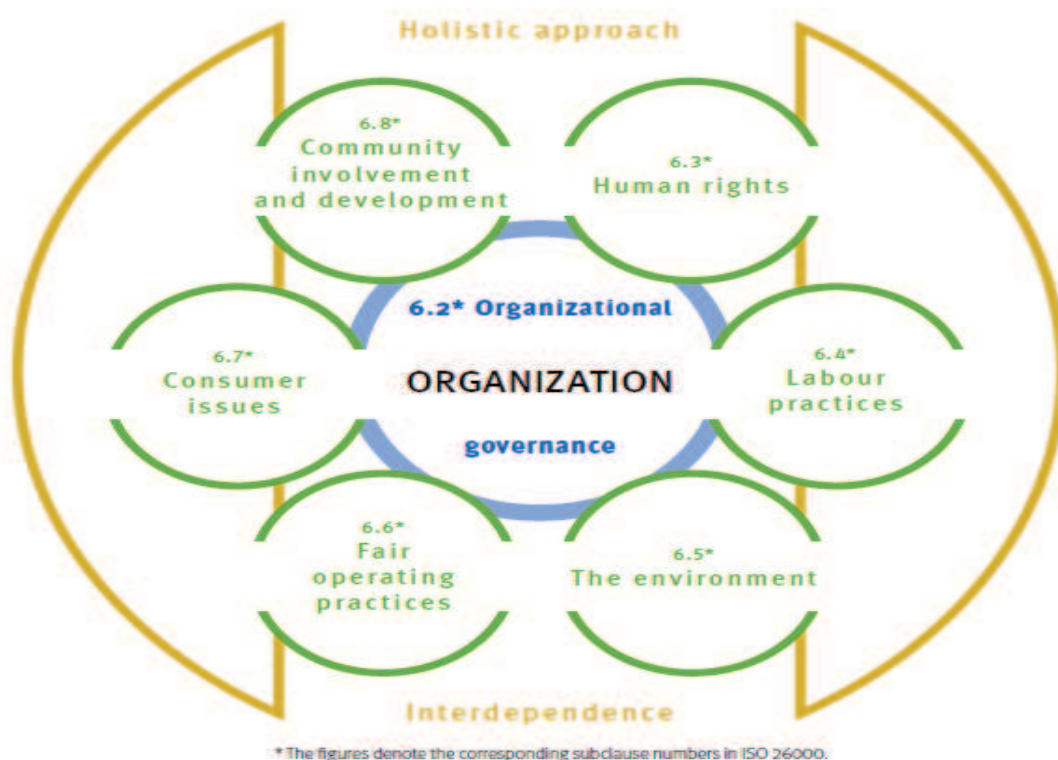 Holistic approach
6.8*
Community
involvement
and development
6.3*
Human rights
6.2* Organizational
ORGANIZATION
governance
6.7*
Consumer
issues
6.4*
Labour
practices
6.6*
Fair
operating
practices
6.5*
The environment
Interdependence
* The figures denote the corresponding subclause numbers in ISO 26000.